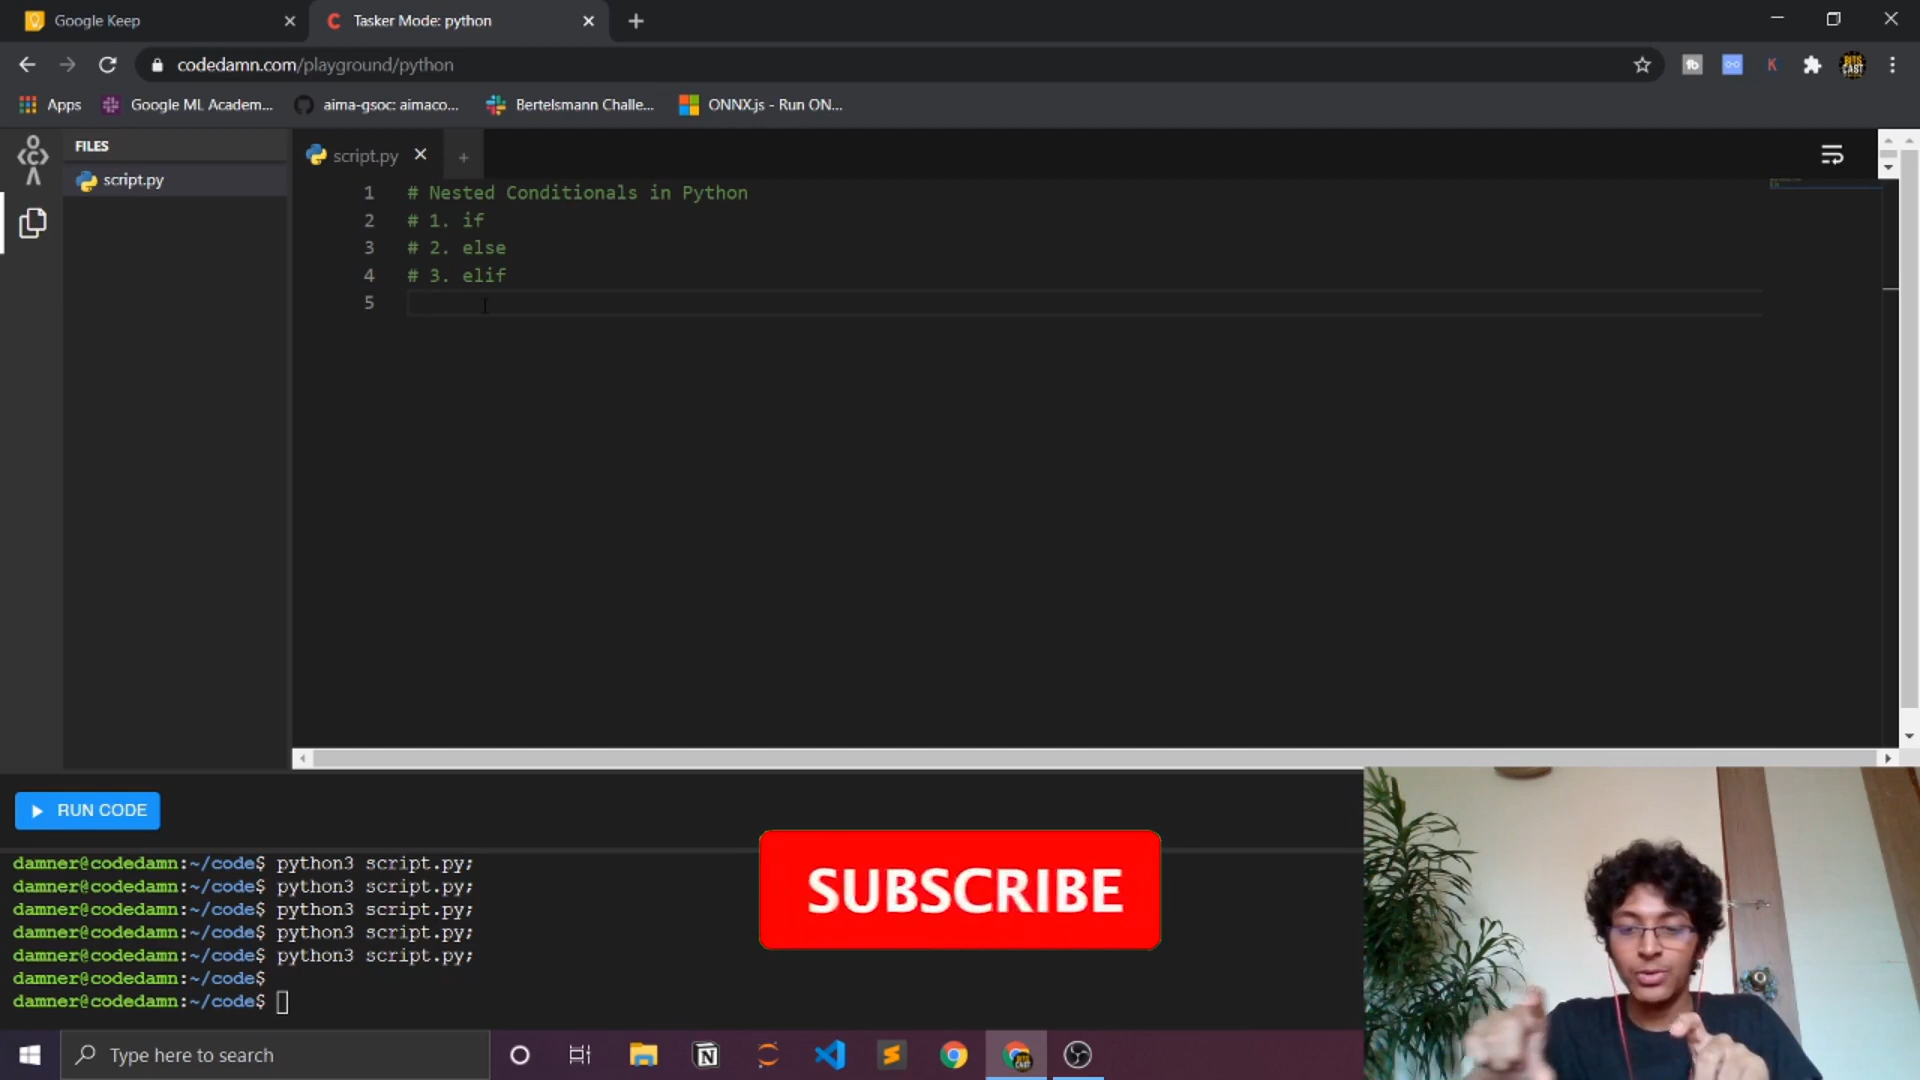 Google Keep
Tasker Mode: python
codedamn.com/playground/python
Apps
Google ML Academ...
aima-gsoc: aimaco...
Bertelsmann Challe...
ONNX.js - Run ON...
FILES
script.py
script.py
1 # Nested Conditionals in Python
2 # 1. if
3 # 2. else
4 # 3. elif
5
RUN CODE
damner@codedamn:~/code$ python3 script.py;
damner@codedamn:~/code$ python3 script.py;
damner@codedamn:~/code$ python3 script.py;
damner@codedamn:~/code$ python3 script.py;
damner@codedamn:~/code$ python3 script.py;
damner@codedamn:~/code$
damner@codedamn:~/code$
SUBSCRIBE
Type here to search